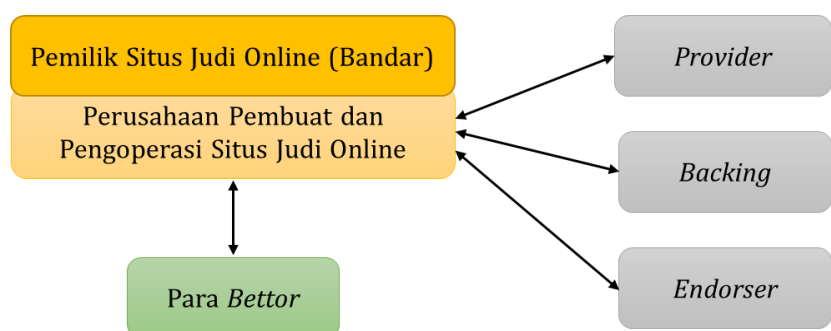 Pemilik Situs Judi Online (Bandar)
Perusahaan Pembuat dan
Pengoperasi Situs Judi Online
Para Bettor
Provider
Backing
Endorser